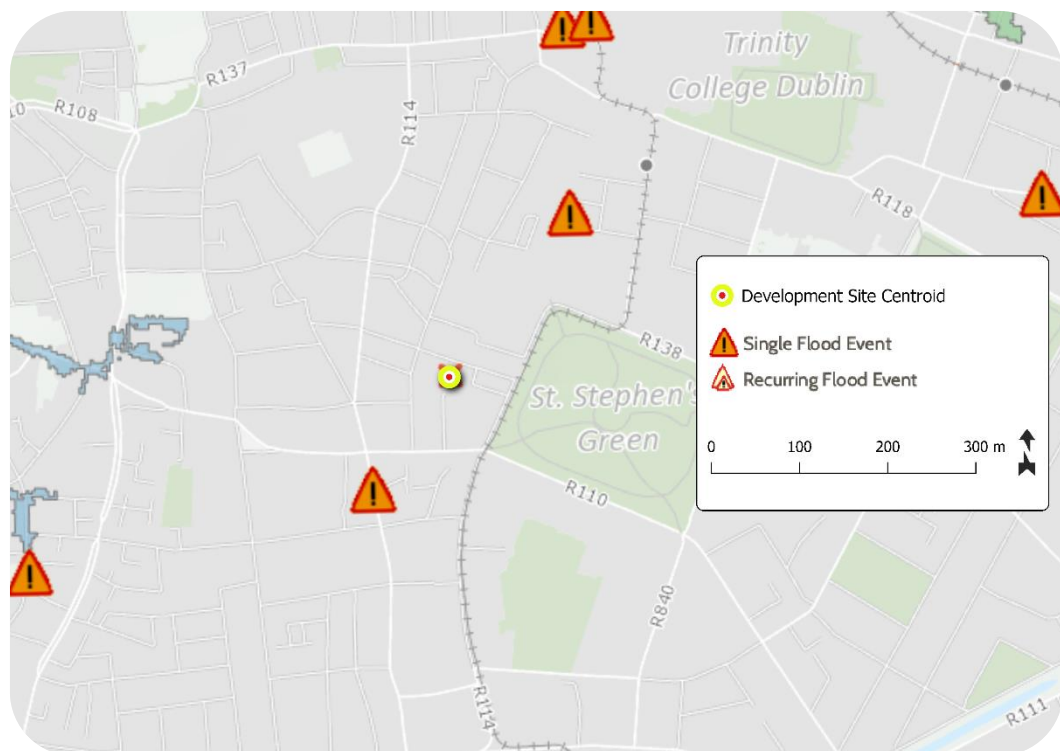 Trinity
College Dublin
R137
R108
10
R114
R118
Development Site Centroid
Single Flood Event
Recurring Flood Event
R138
St. Stephen's
Green
0 100 200 300 m
R110
R840
R114
R111